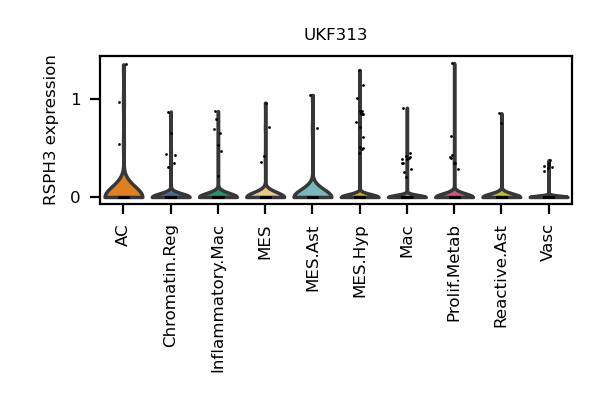 UKF313
RSPH3 expression
1
0
AC
Chromatin.Reg
Inflammatory.Mac
MES
MES.Ast
MES.Hyp
Mac
Prolif.Metab
Reactive.Ast
Vasc